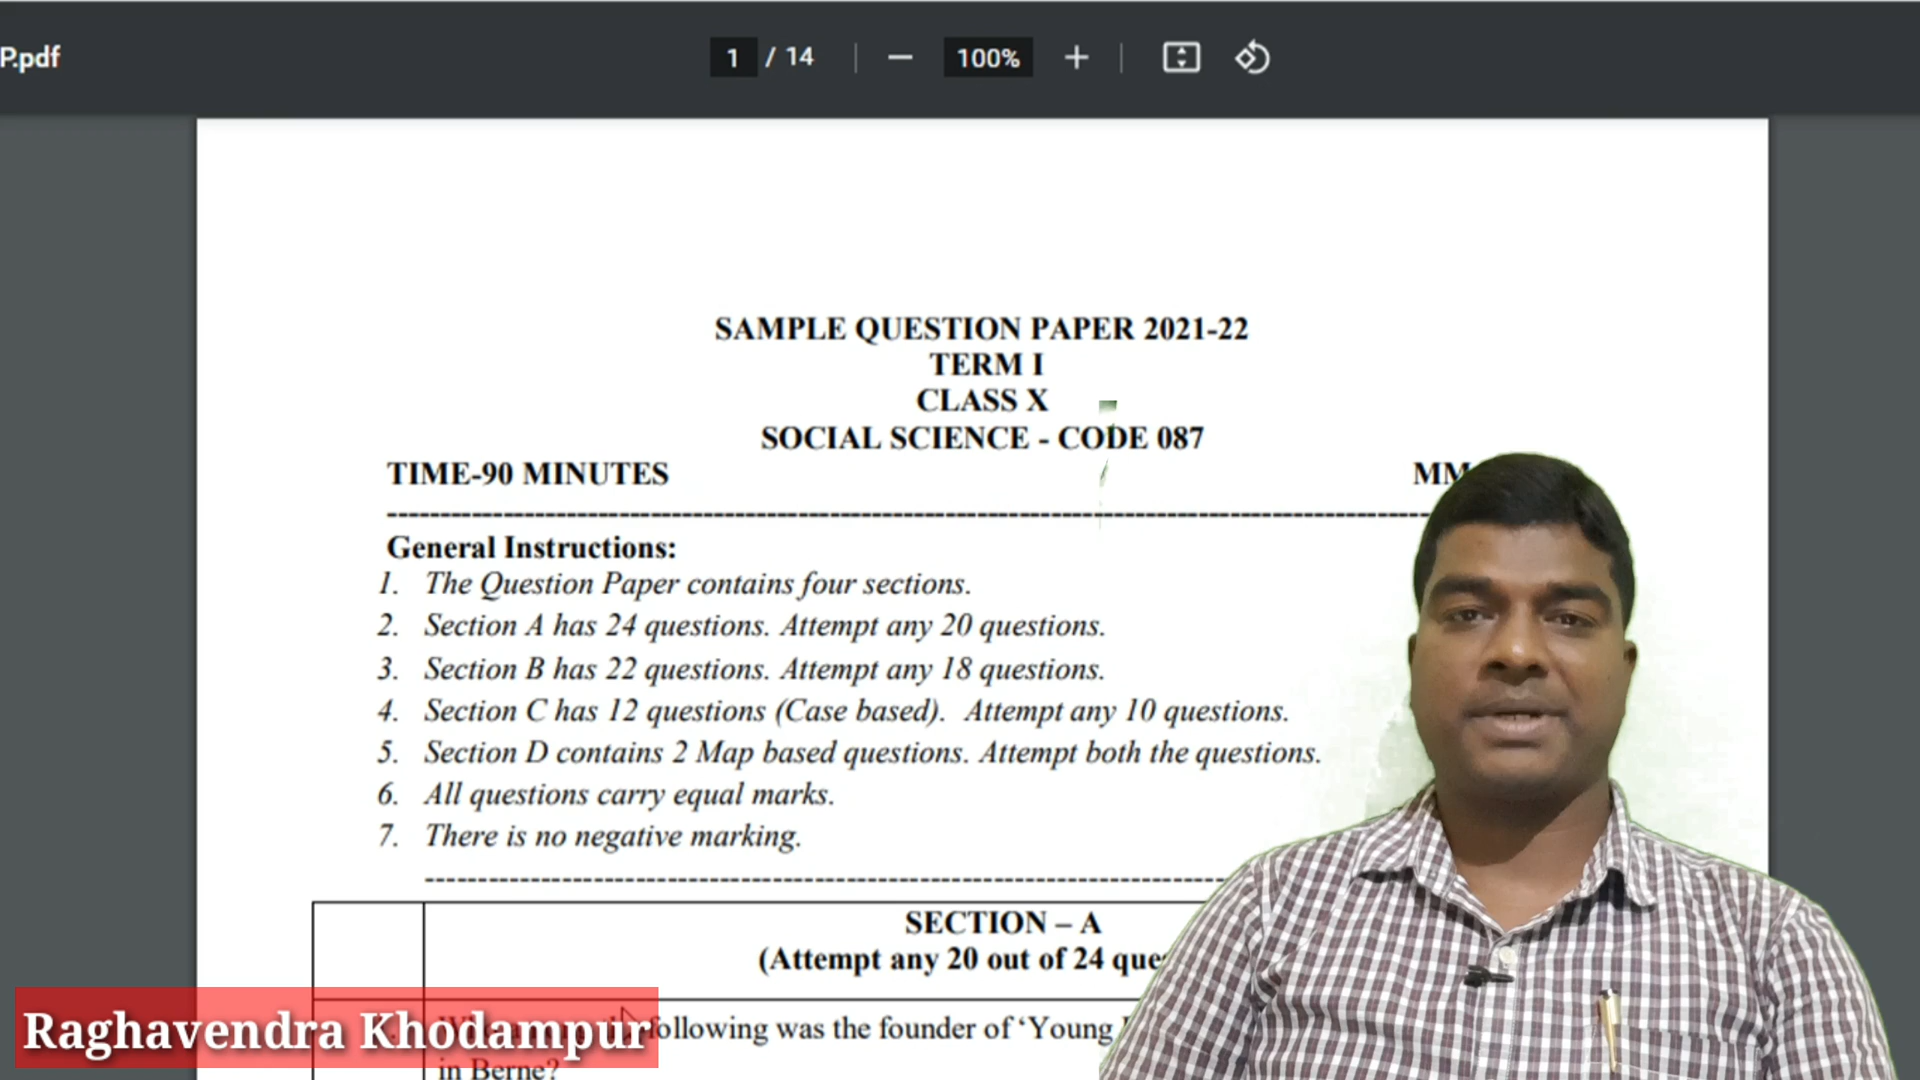 P.pdf
1 / 14
100%
SAMPLE QUESTION PAPER 2021-22
TERM I
CLASS X
SOCIAL SCIENCE - CODE 087
TIME-90 MINUTES MM
General Instructions:
1. The Question Paper contains four sections.
2. Section A has 24 questions. Attempt any 20 questions.
3. Section B has 22 questions. Attempt any 18 questions.
4. Section C has 12 questions (Case based). Attempt any 10 questions.
5. Section D contains 2 Map based questions. Attempt both the questions.
6. All questions carry equal marks.
7. There is no negative marking.
SECTION – A
(Attempt any 20 out of 24
following was the founder of ‘Young
in Berne?
Raghavendra Khodampur